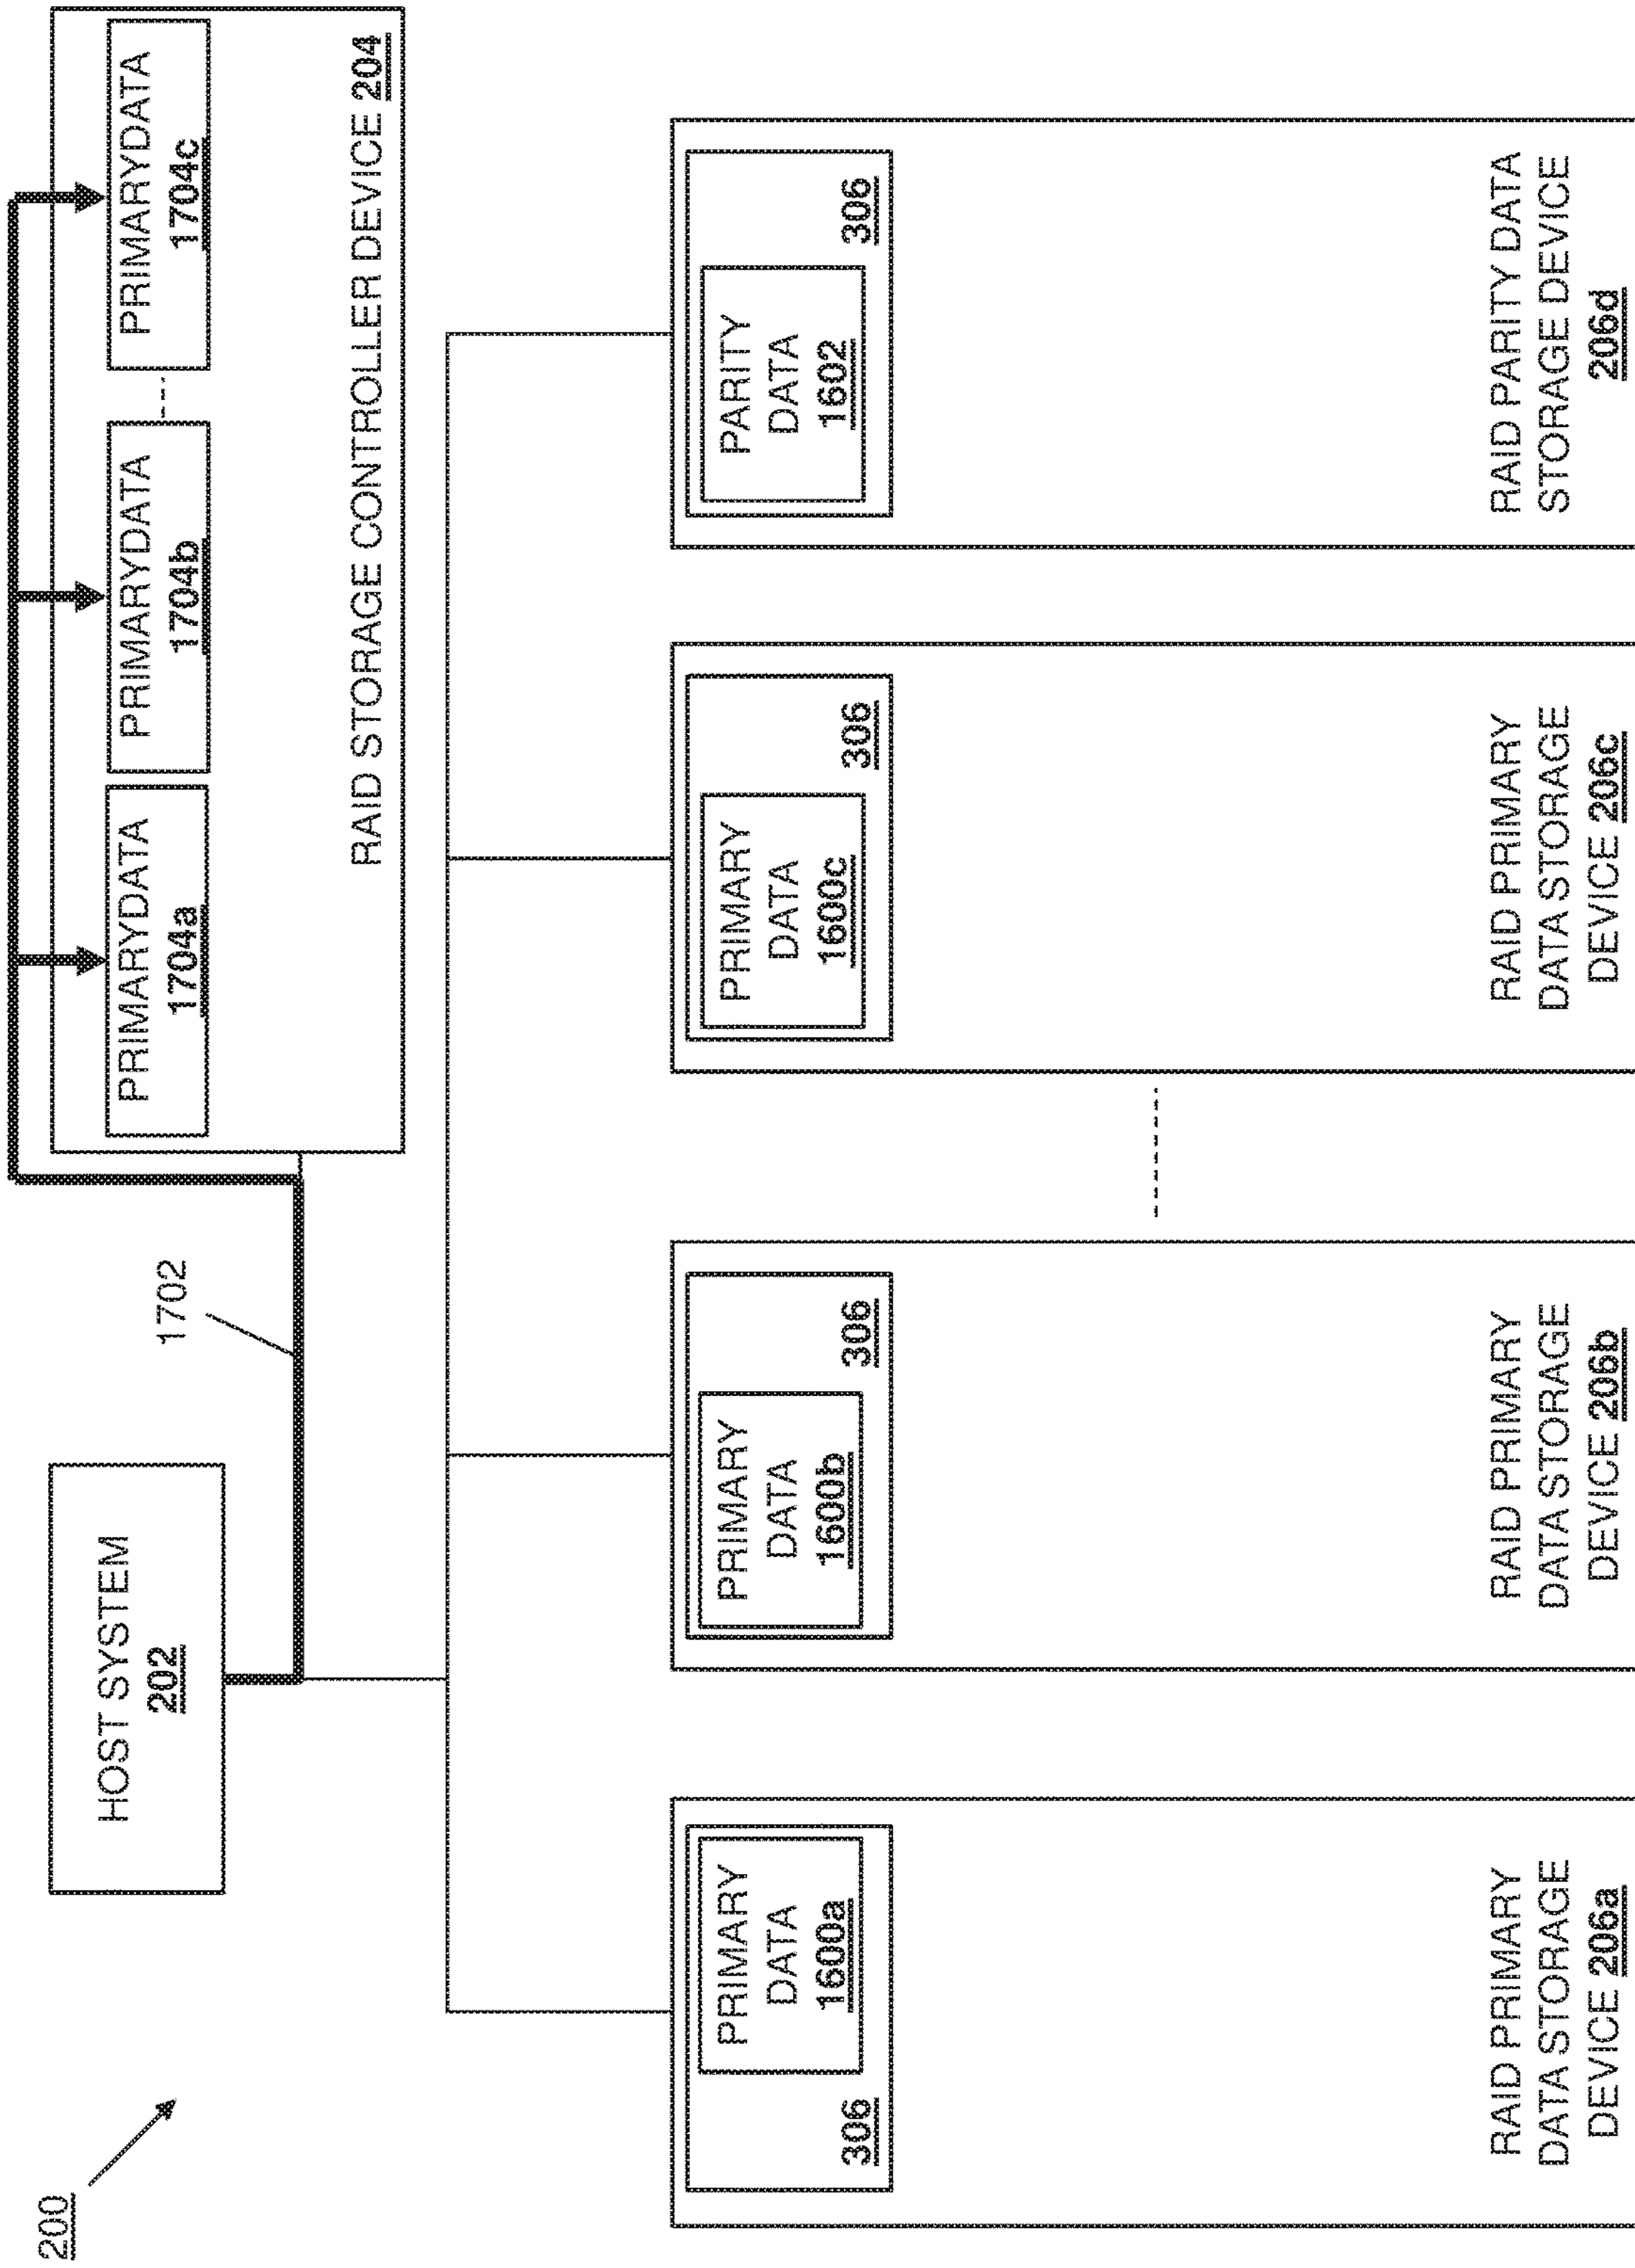 200
HOST SYSTEM
202
1702
PRIMARYDATA
1704a
PRIMARYDATA
1704b
PRIMARYDATA
1704c
RAID STORAGE CONTROLLER DEVICE 204
PRIMARY
DATA
1600a
306
RAID PRIMARY
DATA STORAGE
DEVICE 206a
PRIMARY
DATA
1600b
306
RAID PRIMARY
DATA STORAGE
DEVICE 206b
PRIMARY
DATA
1600c
306
RAID PRIMARY
DATA STORAGE
DEVICE 206c
PARITY
DATA
1602
306
RAID PARITY DATA
STORAGE DEVICE
206d